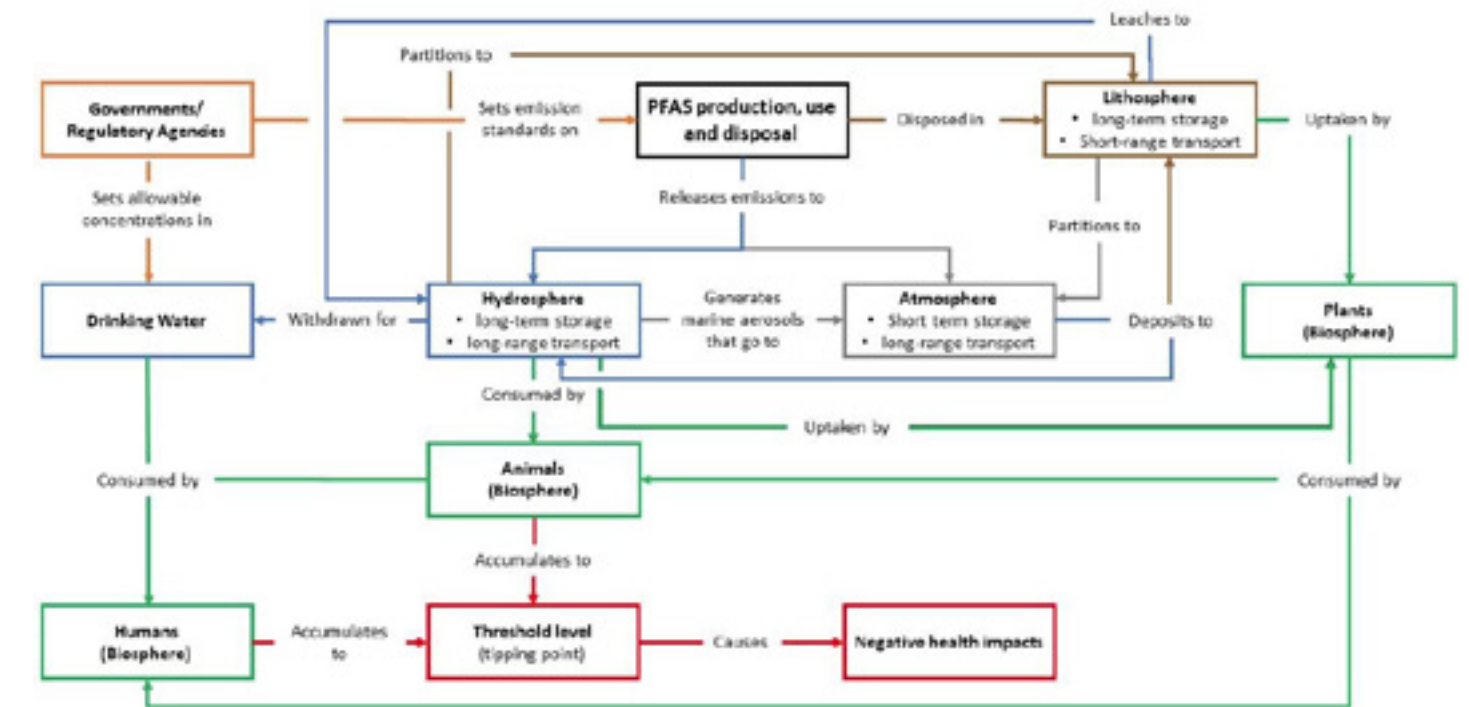 Leaches to
Partitions to
Governments/
Regulatory Agencies
Sets emission
standards on
PFAS production, use
and disposal
Disposed in
Lithosphere
• long-term storage
• Short-range transport
Uptaken by
Sets allowable
concentrations in
Releases emissions to
Partitions to
Drinking Water
Withdrawn for
Hydrosphere
• long-term storage
• long-range transport
Generates
marine aerosols
that go to
Atmosphere
• Short term storage
• long-range transport
Deposits to
Plants
(Biosphere)
Consumed by
Uptaken by
Consumed by
Animals
(Biosphere)
Consumed by
Accumulates to
Humans
(Biosphere)
Accumulates
to
Threshold level
(tipping point)
Causes
Negative health impacts